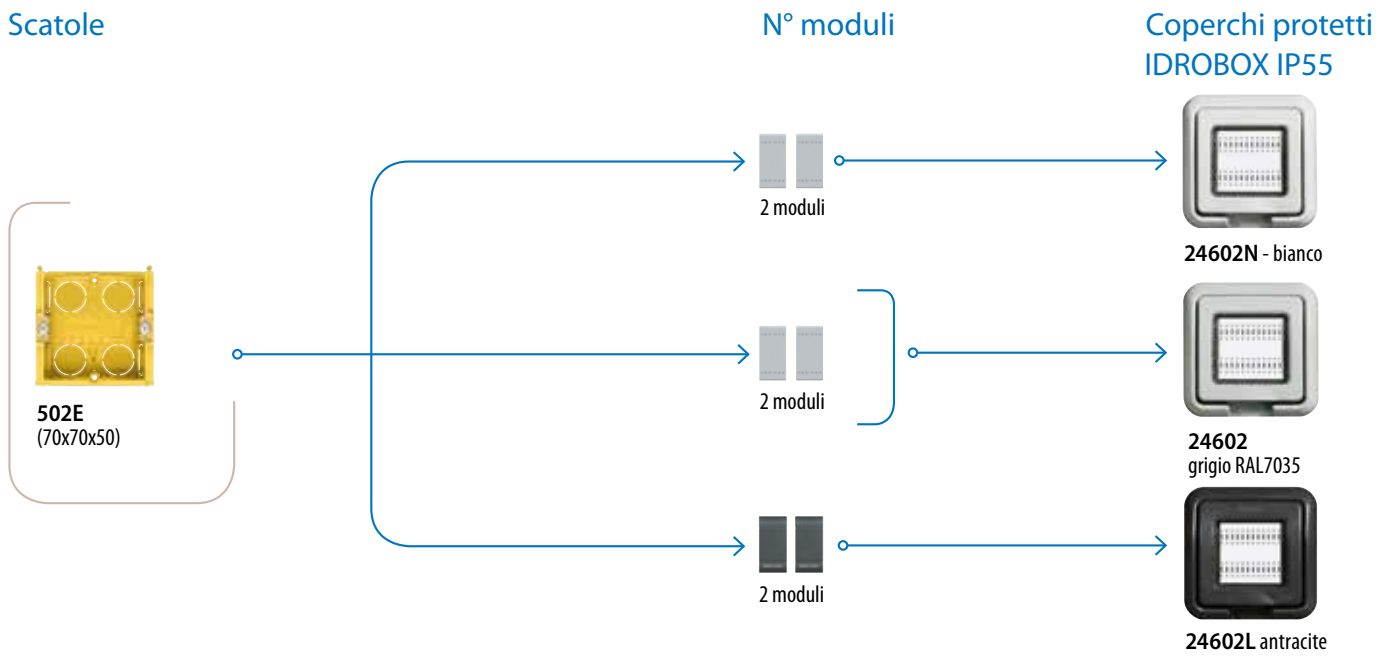 Scatole
N° moduli
Coperchi protetti
IDROBOX IP55
2 moduli
24602N - bianco
502E
(70x70x50)
2 moduli
24602
grigio RAL7035
2 moduli
24602L antracite